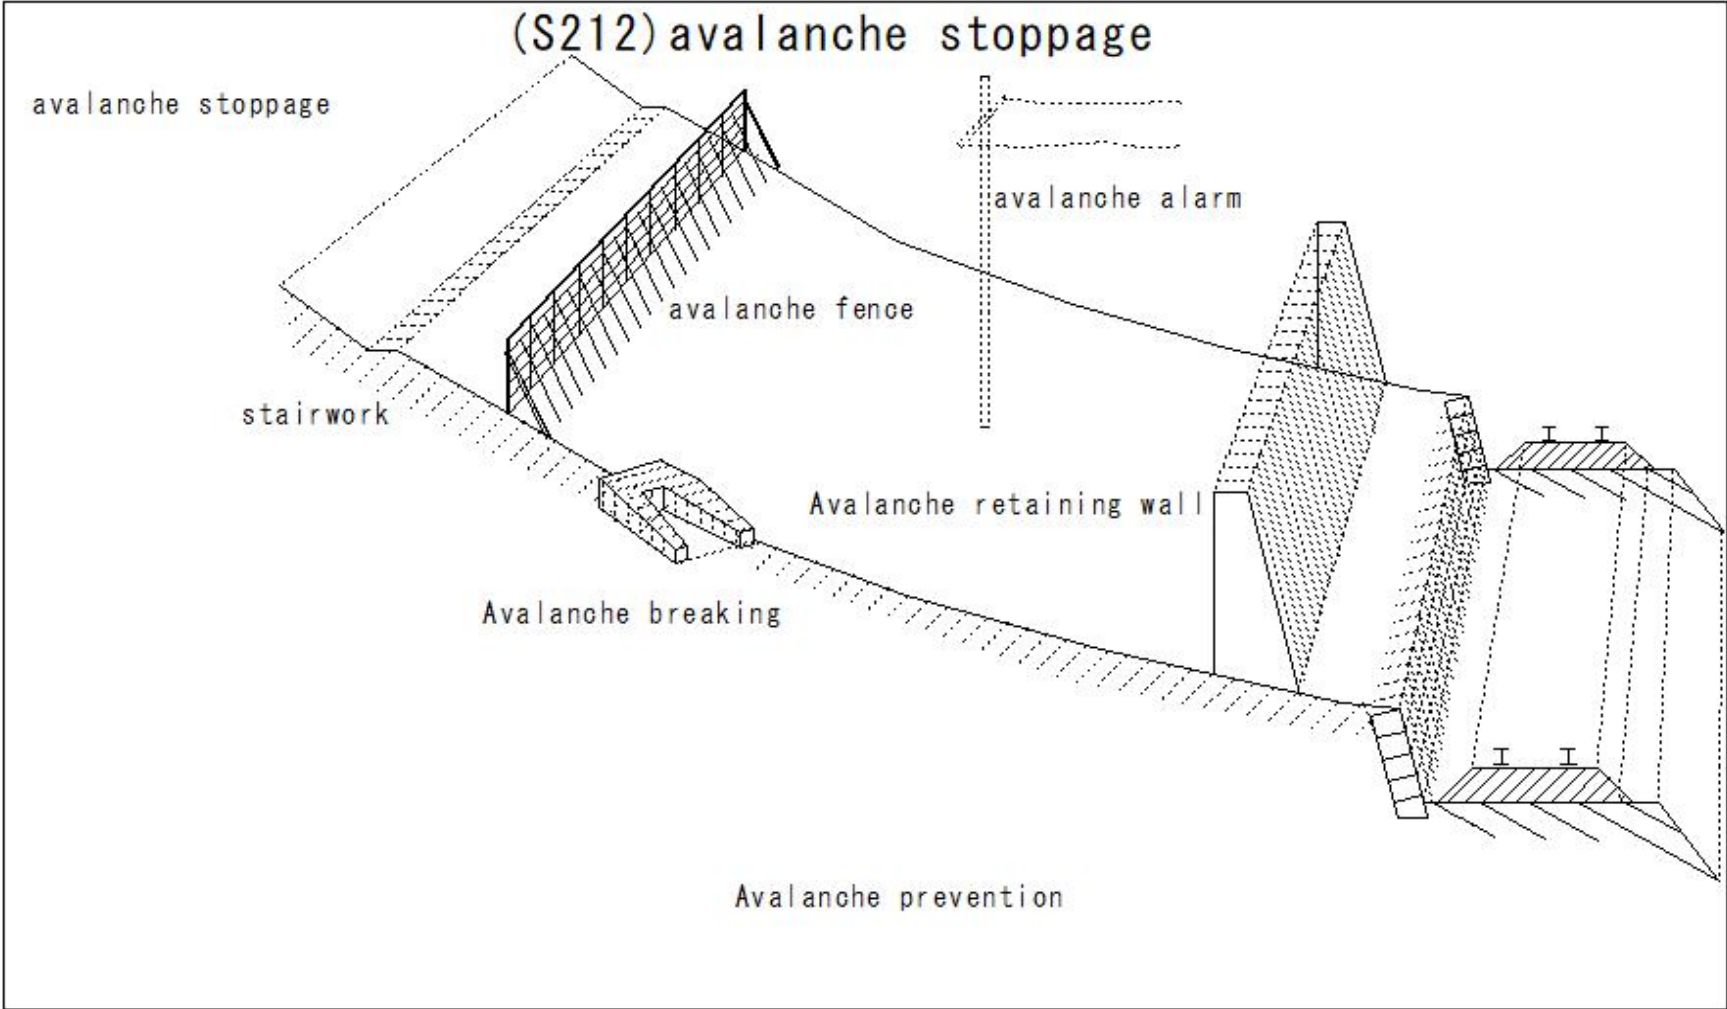 (S212)avalanche stoppage
avalanche stoppage
avalanche alarm
avalanche fence
stairwork
Avalanche retaining wall
Avalanche breaking
Avalanche prevention